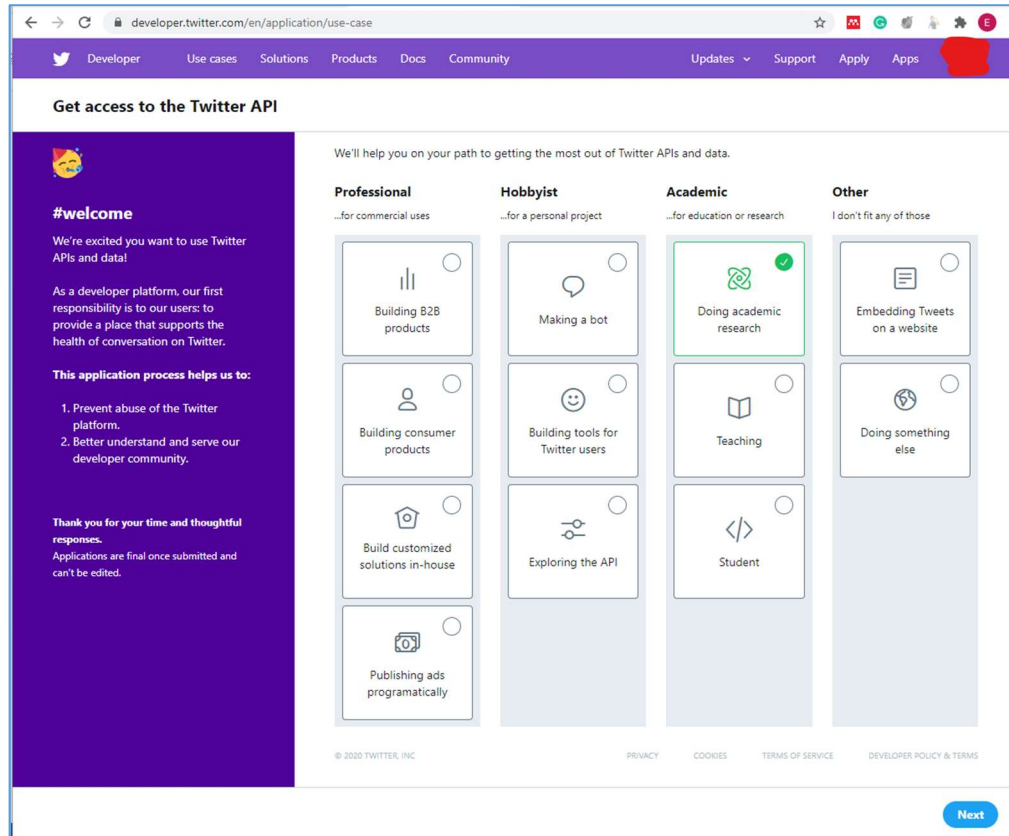 developer.twitter.com/en/application/use-case
E
Developer Use cases Solutions Products Docs Community Updates Support Apply Apps
Get access to the Twitter API
#welcome
We're excited you want to use Twitter
APIs and data!
As a developer platform, our first
responsibility is to our users: to
provide a place that supports the
health of conversation on Twitter.
This application process helps us to:
1. Prevent abuse of the Twitter
platform.
2. Better understand and serve our
developer community.
Thank you for your time and thoughtful
responses.
Applications are final once submitted and
can't be edited.
We'll help you on your path to getting the most out of Twitter APIs and data.
Professional
...for commercial uses
Building B2B
products
Building consumer
products
Build customized
solutions in-house
Publishing ads
programatically
Hobbyist
...for a personal project
Making a bot
Building tools for
Twitter users
Exploring the API
Academic
...for education or research
Doing academic
research
Teaching
Student
Other
I don't fit any of those
Embedding Tweets
on a website
Doing something
else
© 2020 TWITTER, INC
PRIVACY COOKIES TERMS OF SERVICE DEVELOPER POLICY & TERMS
Next